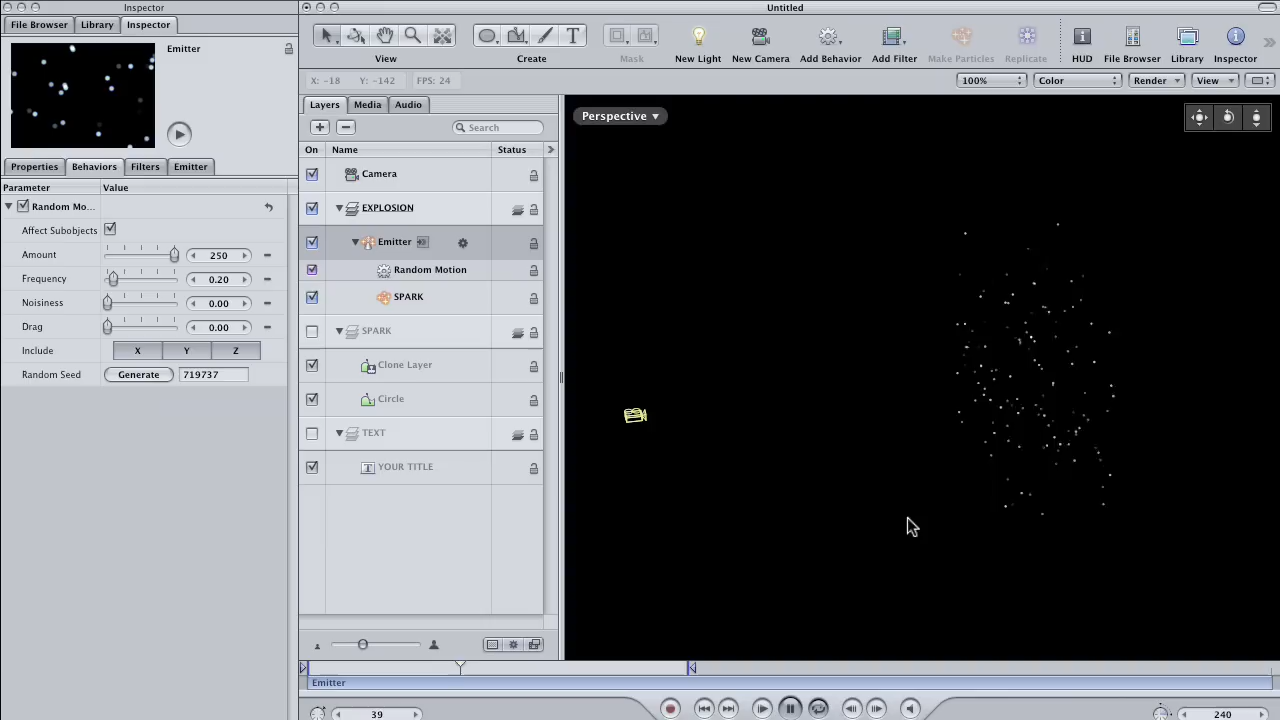 Inspector
Untitled
File Browser Library Inspector
Emitter
View Create Mask New Light New Camera Add Behavior Add Filter Make Particles Replicate HUD File Browser Library Inspector
X: -18 Y: -142 FPS: 24
100% Color Render View
Layers Media Audio
Perspective
Search
On Name Status
Properties Behaviors Filters Emitter
Parameter Value
Random Mo...
Affect Subobjects
Amount 250
Frequency 0.20
Noisiness 0.00
Drag 0.00
Include X Y Z
Random Seed Generate 719737
Camera
EXPLOSION
Emitter
Random Motion
SPARK
SPARK
Clone Layer
Circle
TEXT
T YOUR TITLE
Emitter
39
240